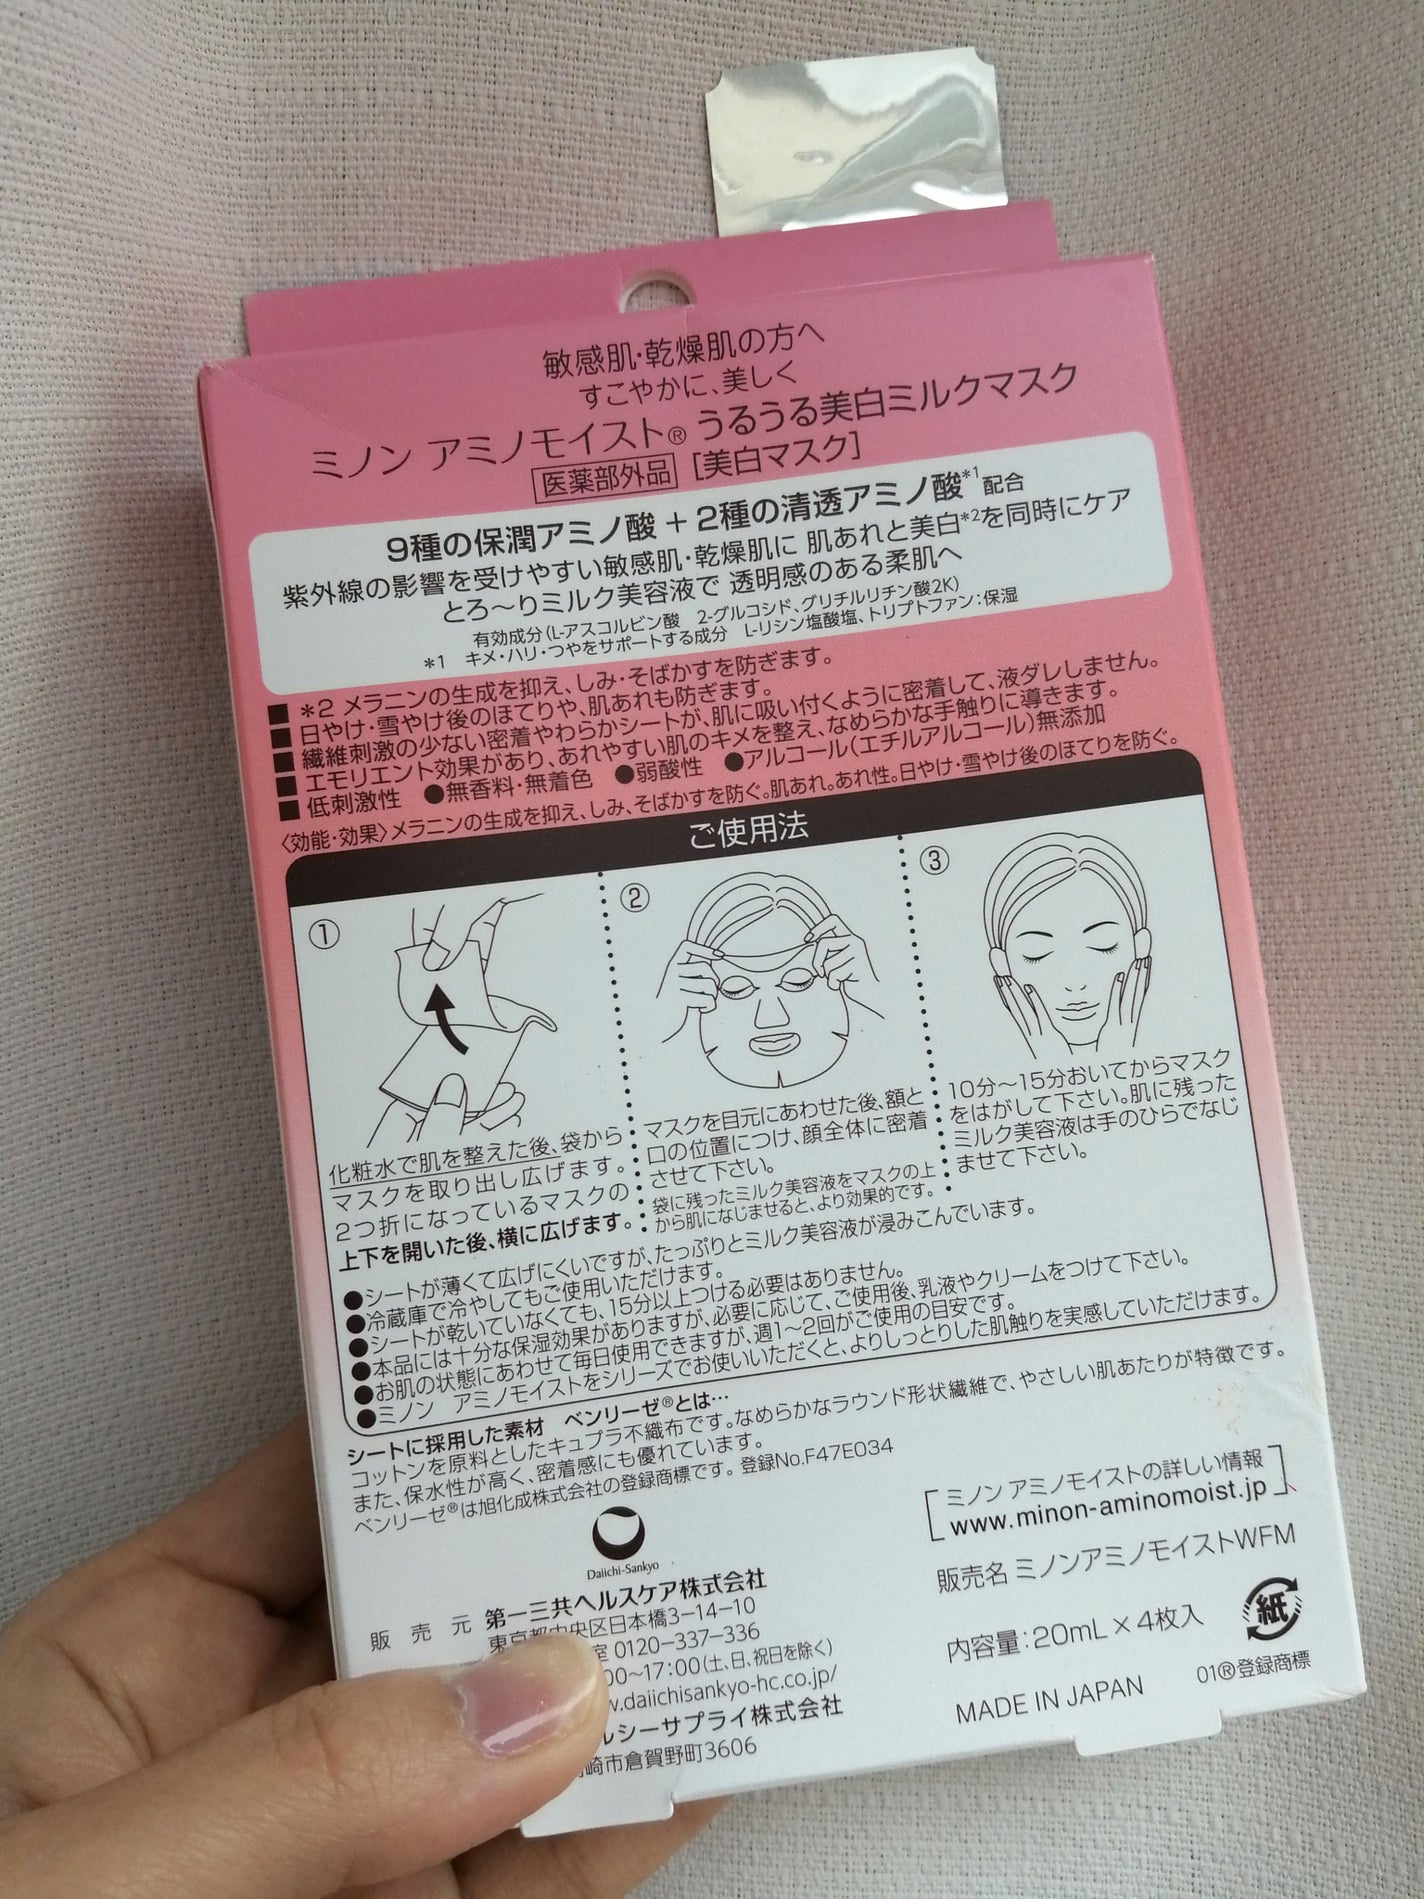 敏感肌・乾燥肌の方へ
すこやかに、美しく
ミノン アミノモイスト® うるうる美白ミルクマスク
医薬部外品 [美白マスク]
9種の保潤アミノ酸 + 2種の清透アミノ酸*1 配合
紫外線の影響を受けやすい敏感肌・乾燥肌に 肌あれと美白*2を同時にケア
とろ〜りミルク美容液で 透明感のある柔肌へ
有効成分(L-アスコルビン酸 2-グルコシド、グリチルリチン酸2K)
*1 キメ・ハリ・つやをサポートする成分 L-リシン塩酸塩、トリプトファン:保湿
■ *2 メラニンの生成を抑え、しみ・そばかすを防ぎます。
■ 日やけ・雪やけ後のほてりや、肌あれも防ぎます。
■ 繊維刺激の少ない密着やわらかシートが、肌に吸い付くように密着して、液ダレしません。
■ エモリエント効果があり、あれやすい肌のキメを整え、なめらかな手触りに導きます。
■ 低刺激性 ●無香料・無着色 ●弱酸性 ●アルコール(エチルアルコール)無添加
〈効能・効果〉メラニンの生成を抑え、しみ、そばかすを防ぐ。肌あれ。あれ性。日やけ・雪やけ後のほてりを防ぐ。
ご使用法
①
化粧水で肌を整えた後、袋から
マスクを取り出し広げます。
2つ折になっているマスクの
上下を開いた後、横に広げます。
②
マスクを目元にあわせた後、額と
口の位置につけ、顔全体に密着
させて下さい。
袋に残ったミルク美容液をマスクの上
から肌になじませると、より効果的です。
③
10分〜15分おいてからマスク
をはがして下さい。肌に残った
ミルク美容液は手のひらでなじ
ませて下さい。
●シートが薄くて広げにくいですが、たっぷりとミルク美容液が浸みこんでいます。
●冷蔵庫で冷やしてもご使用いただけます。
●シートが乾いていなくても、15分以上つける必要はありません。
●本品には十分な保湿効果がありますが、必要に応じて、ご使用後、乳液やクリームをつけて下さい。
●お肌の状態にあわせて毎日使用できますが、週1〜2回がご使用の目安です。
●ミノン アミノモイストをシリーズでお使いいただくと、よりしっとりした肌触りを実感していただけます。
シートに採用した素材 ベンリーゼ®とは…
コットンを原料としたキュプラ不織布です。なめらかなラウンド形状繊維で、やさしい肌あたりが特徴です。
また、保水性が高く、密着感にも優れています。
ベンリーゼ®は旭化成株式会社の登録商標です。登録No.F47E034
Daiichi-Sankyo
販売元 第一三共ヘルスケア株式会社
東京都中央区日本橋3-14-10
室 0120-337-336
00〜17:00(土、日、祝日を除く)
w.daiichisankyo-hc.co.jp/
ルシーサプライ株式会社
崎市倉賀野町3606
ミノン アミノモイストの詳しい情報
www.minon-aminomoist.jp
販売名 ミノンアミノモイストWFM
内容量:20mL×4枚入
紙
MADE IN JAPAN
01®登録商標